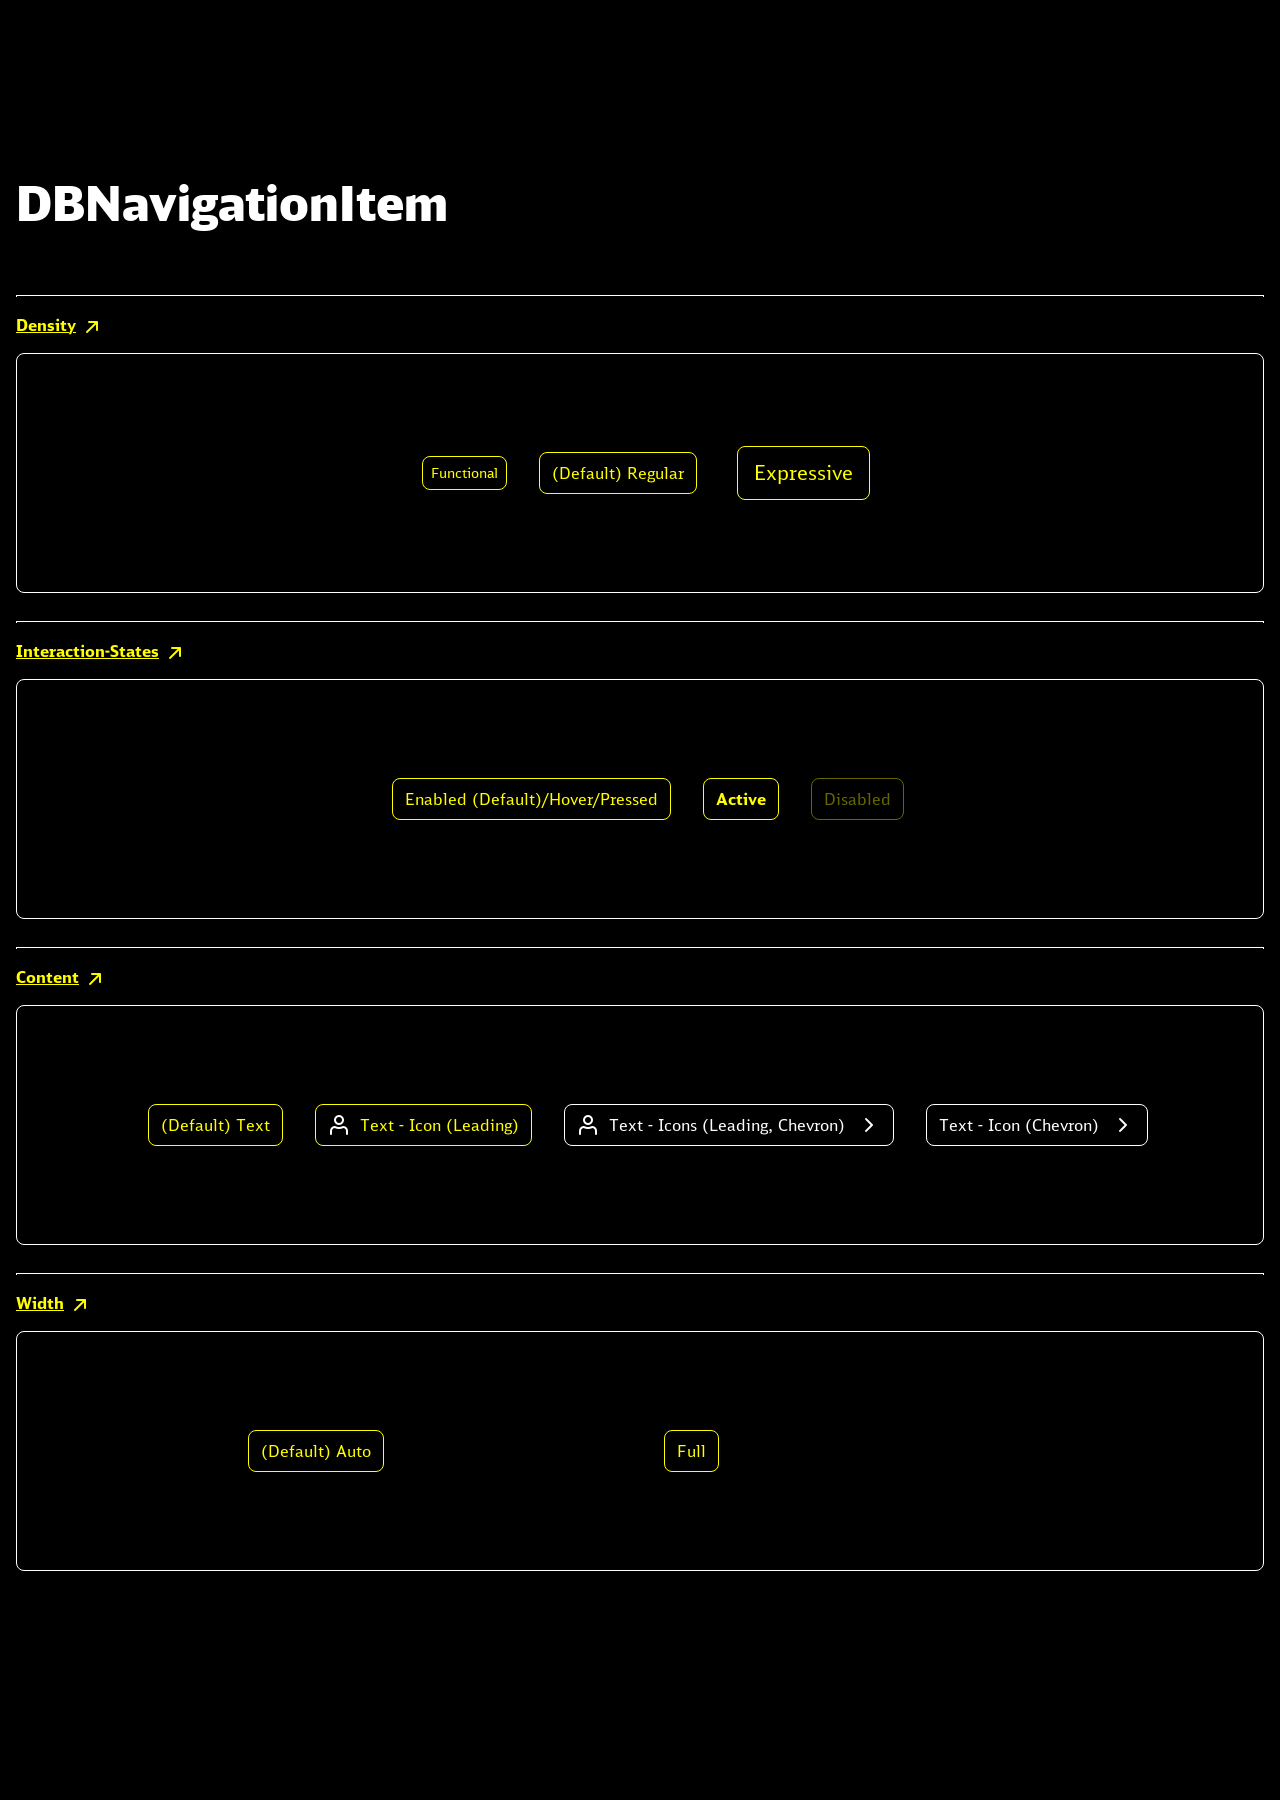 DBNavigationItem
Density
Functional (Default) Regular Expressive
Interaction-States
Enabled (Default)/Hover/Pressed Active Disabled
Content
(Default) Text Text - Icon (Leading) Text - Icons (Leading, Chevron) Text - Icon (Chevron)
Width
(Default) Auto Full